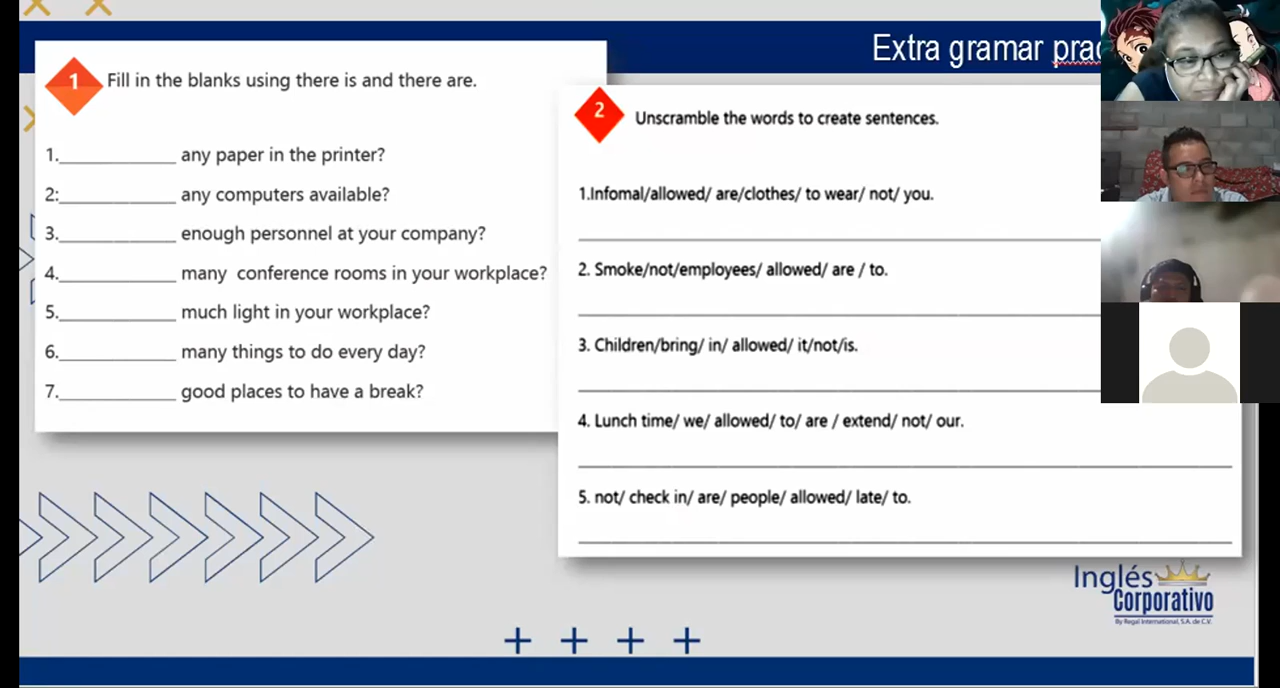 Extra gramar prac
1
Fill in the blanks using there is and there are.
1.____________ any paper in the printer?
2:____________ any computers available?
3.____________ enough personnel at your company?
4.____________ many conference rooms in your workplace?
5.____________ much light in your workplace?
6.____________ many things to do every day?
7.____________ good places to have a break?
2
Unscramble the words to create sentences.
1.Infomal/allowed/ are/clothes/ to wear/ not/ you.
2. Smoke/not/employees/ allowed/ are / to.
3. Children/bring/ in/ allowed/ it/not/is.
4. Lunch time/ we/ allowed/ to/ are / extend/ not/ our.
5. not/ check in/ are/ people/ allowed/ late/ to.
Inglés
Corporativo
By Regal International, S.A. de C.V.